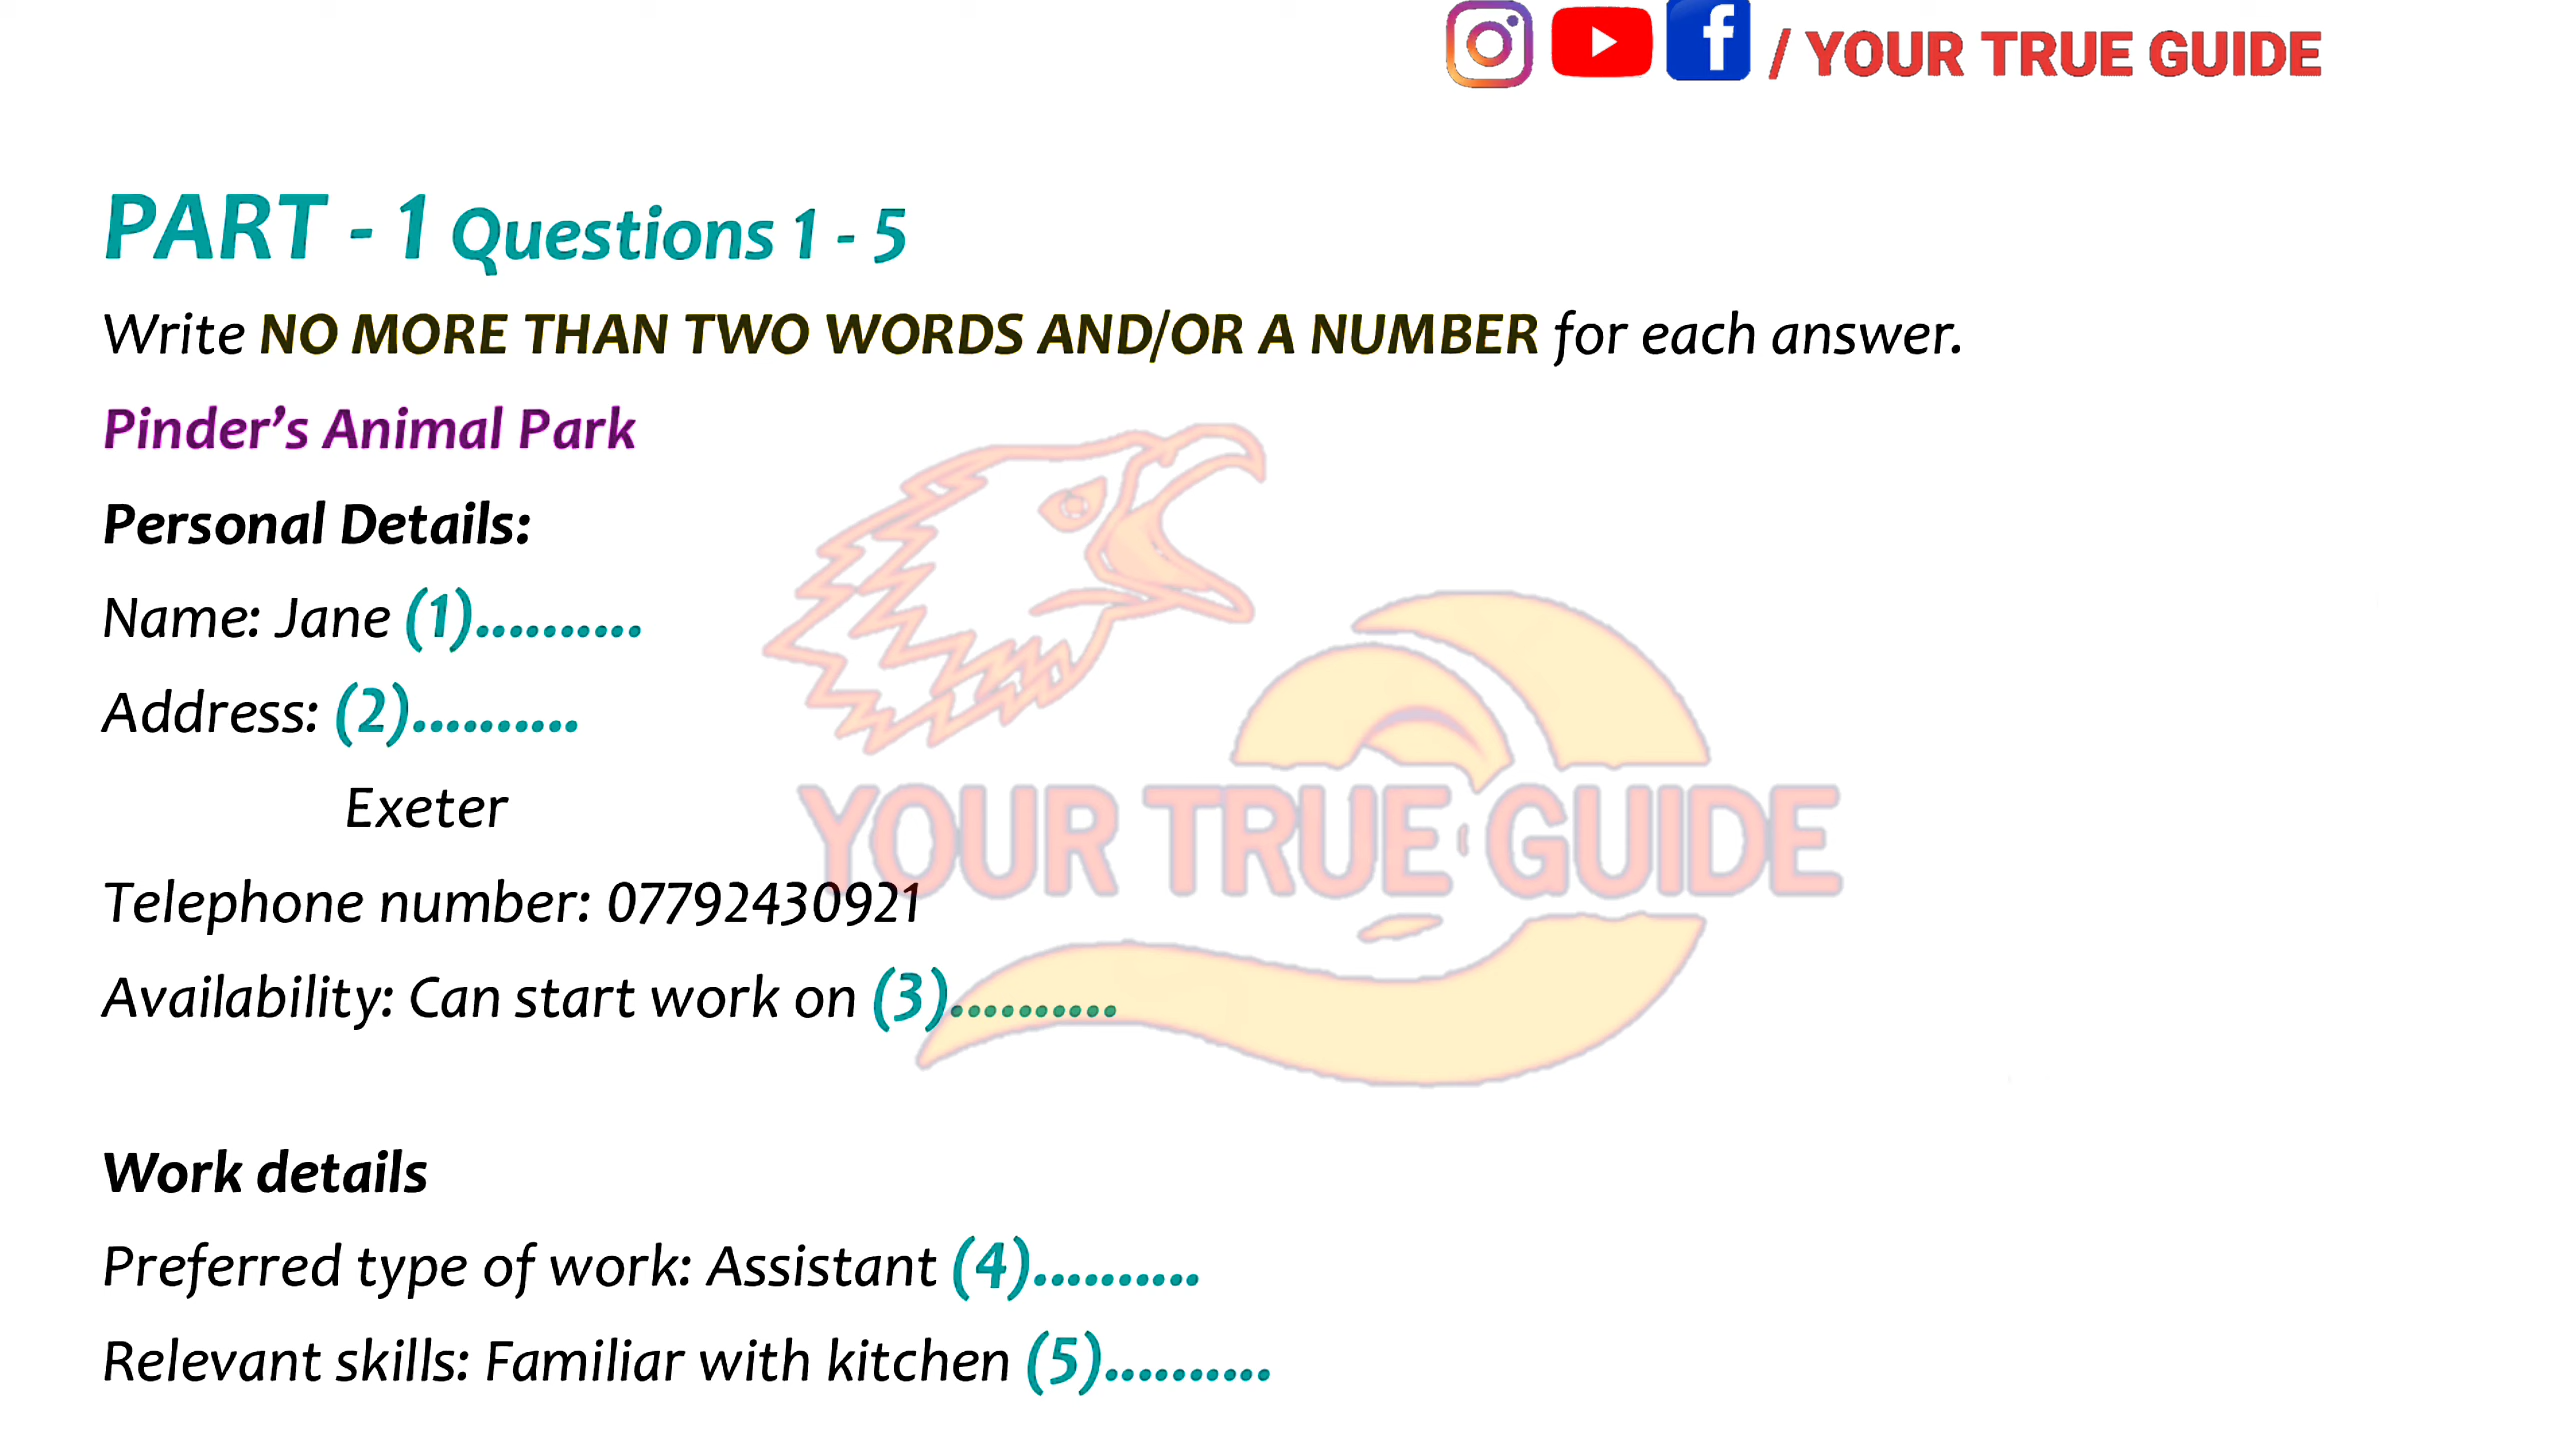 / YOUR TRUE GUIDE
PART - 1 Questions 1 - 5
Write NO MORE THAN TWO WORDS AND/OR A NUMBER for each answer.
Pinder’s Animal Park
Personal Details:
Name: Jane (1)..........
Address: (2)..........
Exeter
YOUR TRUE GUIDE
Telephone number: 07792430921
Availability: Can start work on (3)..........
Work details
Preferred type of work: Assistant (4)..........
Relevant skills: Familiar with kitchen (5)..........